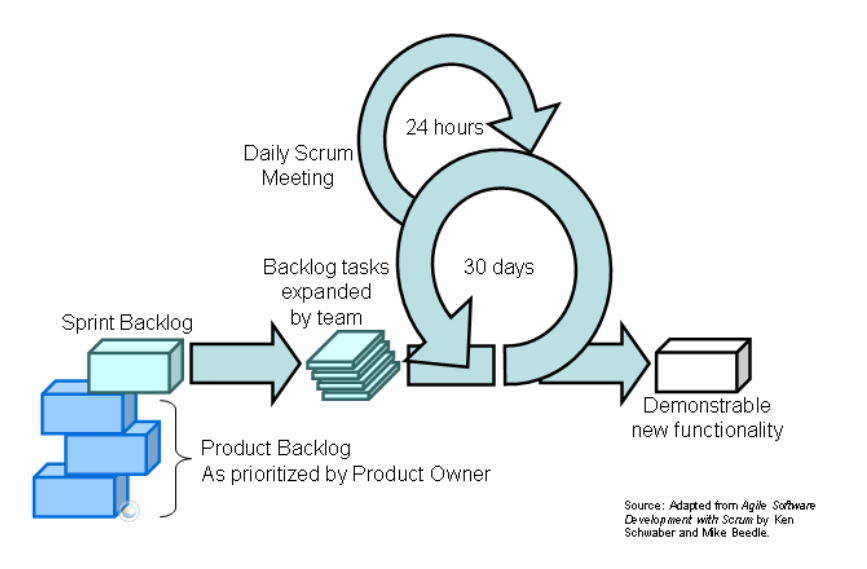 24 hours
Daily Scrum
Meeting
30 days
Backlog tasks
expanded
by team
Sprint Backlog
Demonstrable
new functionality
Product Backlog
As prioritized by Product Owner
Source: Adapted from Agile Software
Development with Scrum by Ken
Schwaber and Mike Beedle.